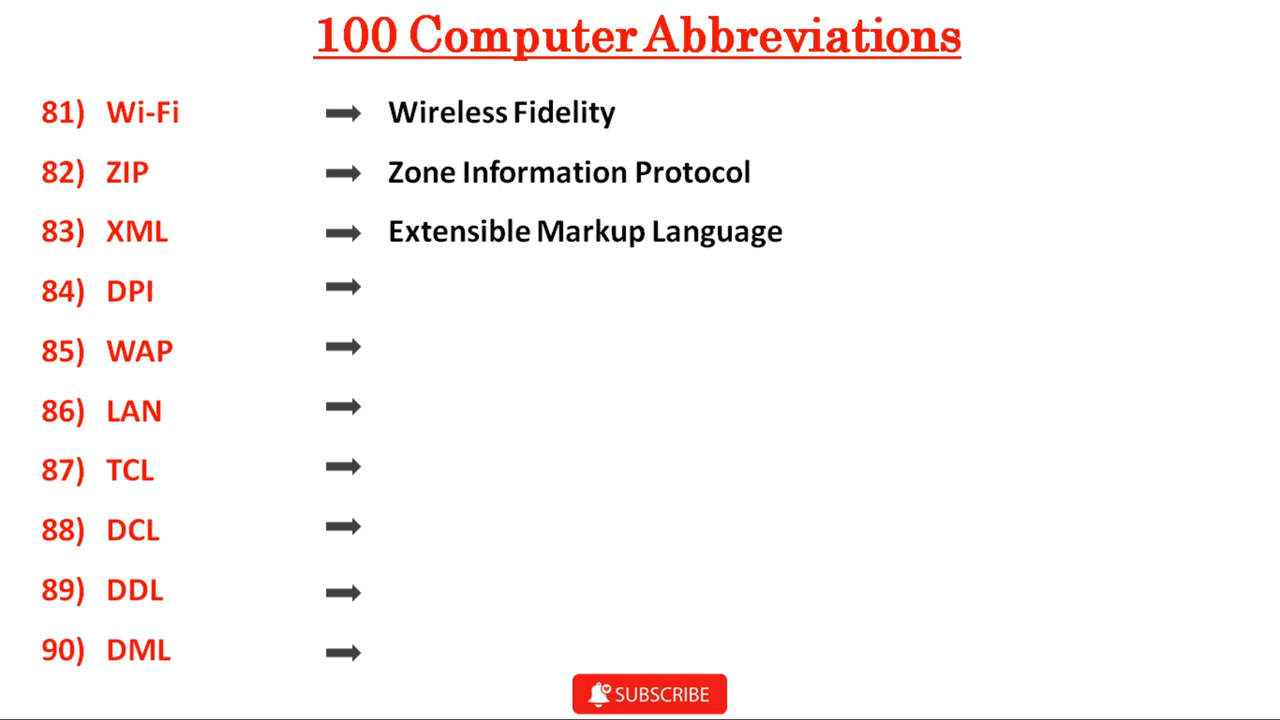 100 Computer Abbreviations
81) Wi-Fi ➡ Wireless Fidelity
82) ZIP ➡ Zone Information Protocol
83) XML ➡ Extensible Markup Language
84) DPI ➡
85) WAP ➡
86) LAN ➡
87) TCL ➡
88) DCL ➡
89) DDL ➡
90) DML ➡
SUBSCRIBE